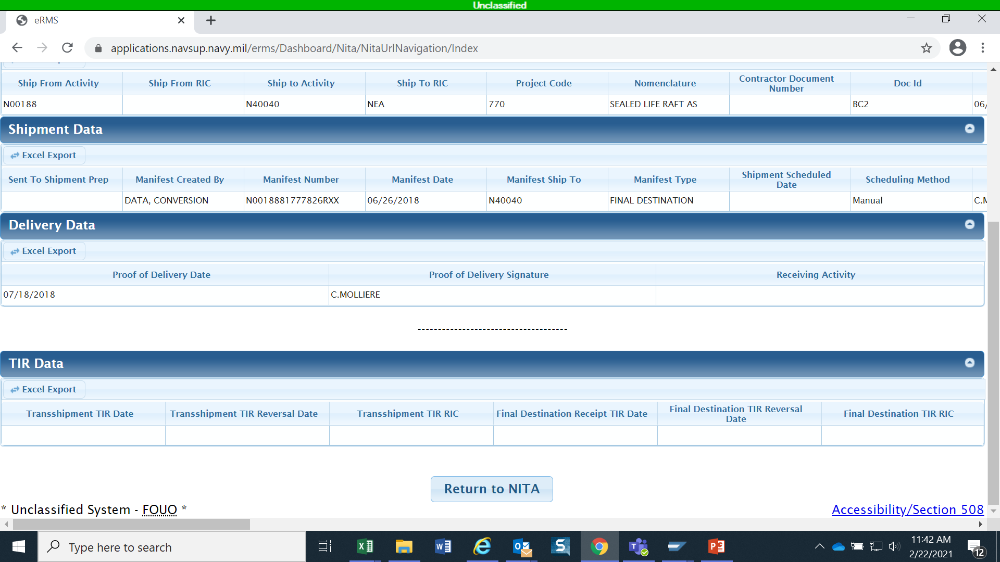 Unclassified
eRMS
applications.navsup.navy.mil/erms/Dashboard/Nita/NitaUrlNavigation/Index
Ship From Activity Ship From RIC Ship to Activity Ship To RIC Project Code Nomenclature Contractor Document Number Doc Id
N00188 N40040 NEA 770 SEALED LIFE RAFT AS BC2 06/
Shipment Data
Excel Export
Sent To Shipment Prep Manifest Created By Manifest Number Manifest Date Manifest Ship To Manifest Type Shipment Scheduled Date Scheduling Method
DATA, CONVERSION N0018881777826RXX 06/26/2018 N40040 FINAL DESTINATION Manual C.M
Delivery Data
Excel Export
Proof of Delivery Date Proof of Delivery Signature Receiving Activity
07/18/2018 C.MOLLIERE
-------------------------------------
TIR Data
Excel Export
Transshipment TIR Date Transshipment TIR Reversal Date Transshipment TIR RIC Final Destination Receipt TIR Date Final Destination TIR Reversal Date Final Destination TIR RIC
Return to NITA
* Unclassified System - FOUO * Accessibility/Section 508
Type here to search
11:42 AM
2/22/2021
12